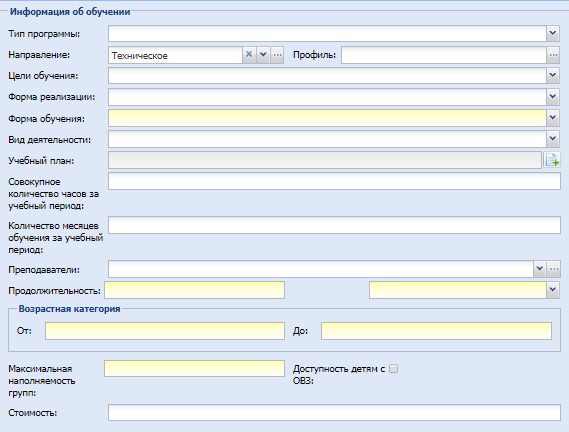 Информация об обучении
Тип программы:
Направление: Техническое Профиль:
Цели обучения:
Форма реализации:
Форма обучения:
Вид деятельности:
Учебный план:
Совокупное
количество часов за
учебный период:
Количество месяцев
обучения за учебный
период:
Преподаватели:
Продолжительность:
Возрастная категория
От: До:
Максимальная Доступность детям с
наполняемость ОВЗ:
групп:
Стоимость: